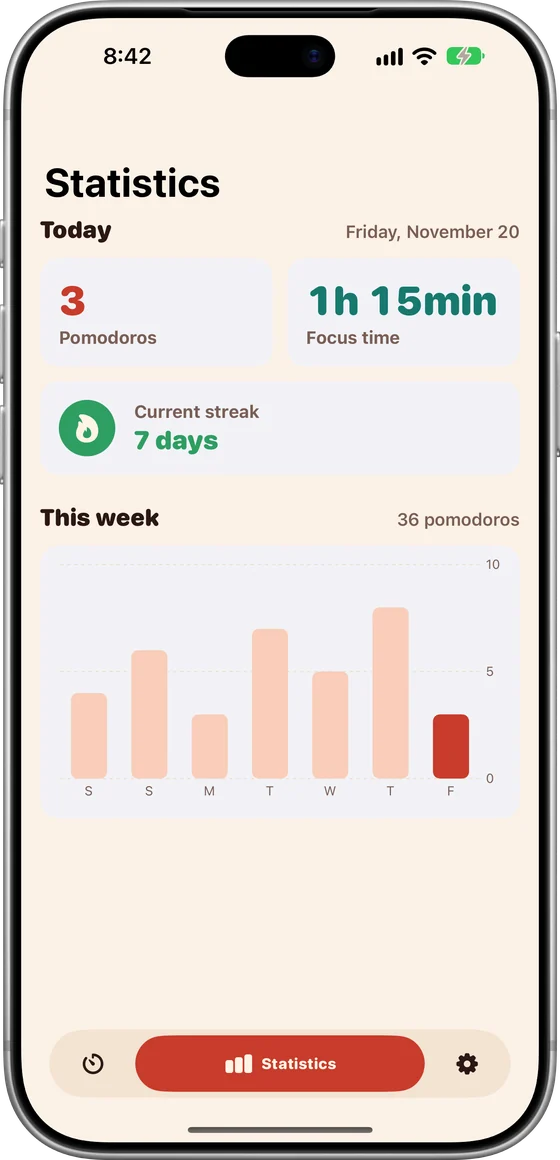 8:42
Statistics
Today
Friday, November 20
3
Pomodoros
1h 15min
Focus time
Current streak
7 days
This week
36 pomodoros
10
5
0
S S M T W T F
Statistics